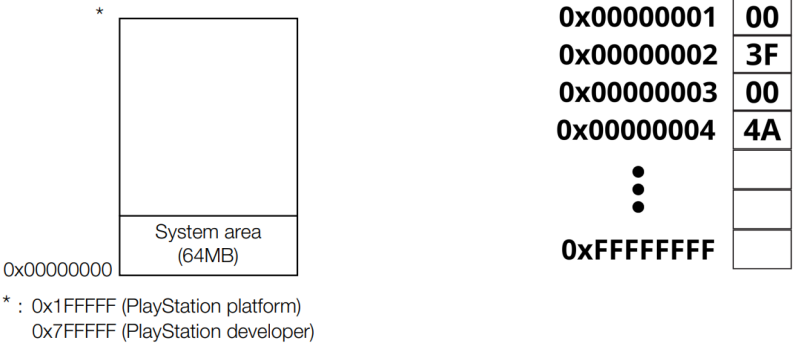 *
System area
(64MB)
0x00000000
* : 0x1FFFFF (PlayStation platform)
0x7FFFFF (PlayStation developer)
0x00000001 00
0x00000002 3F
0x00000003 00
0x00000004 4A
0xFFFFFFFF